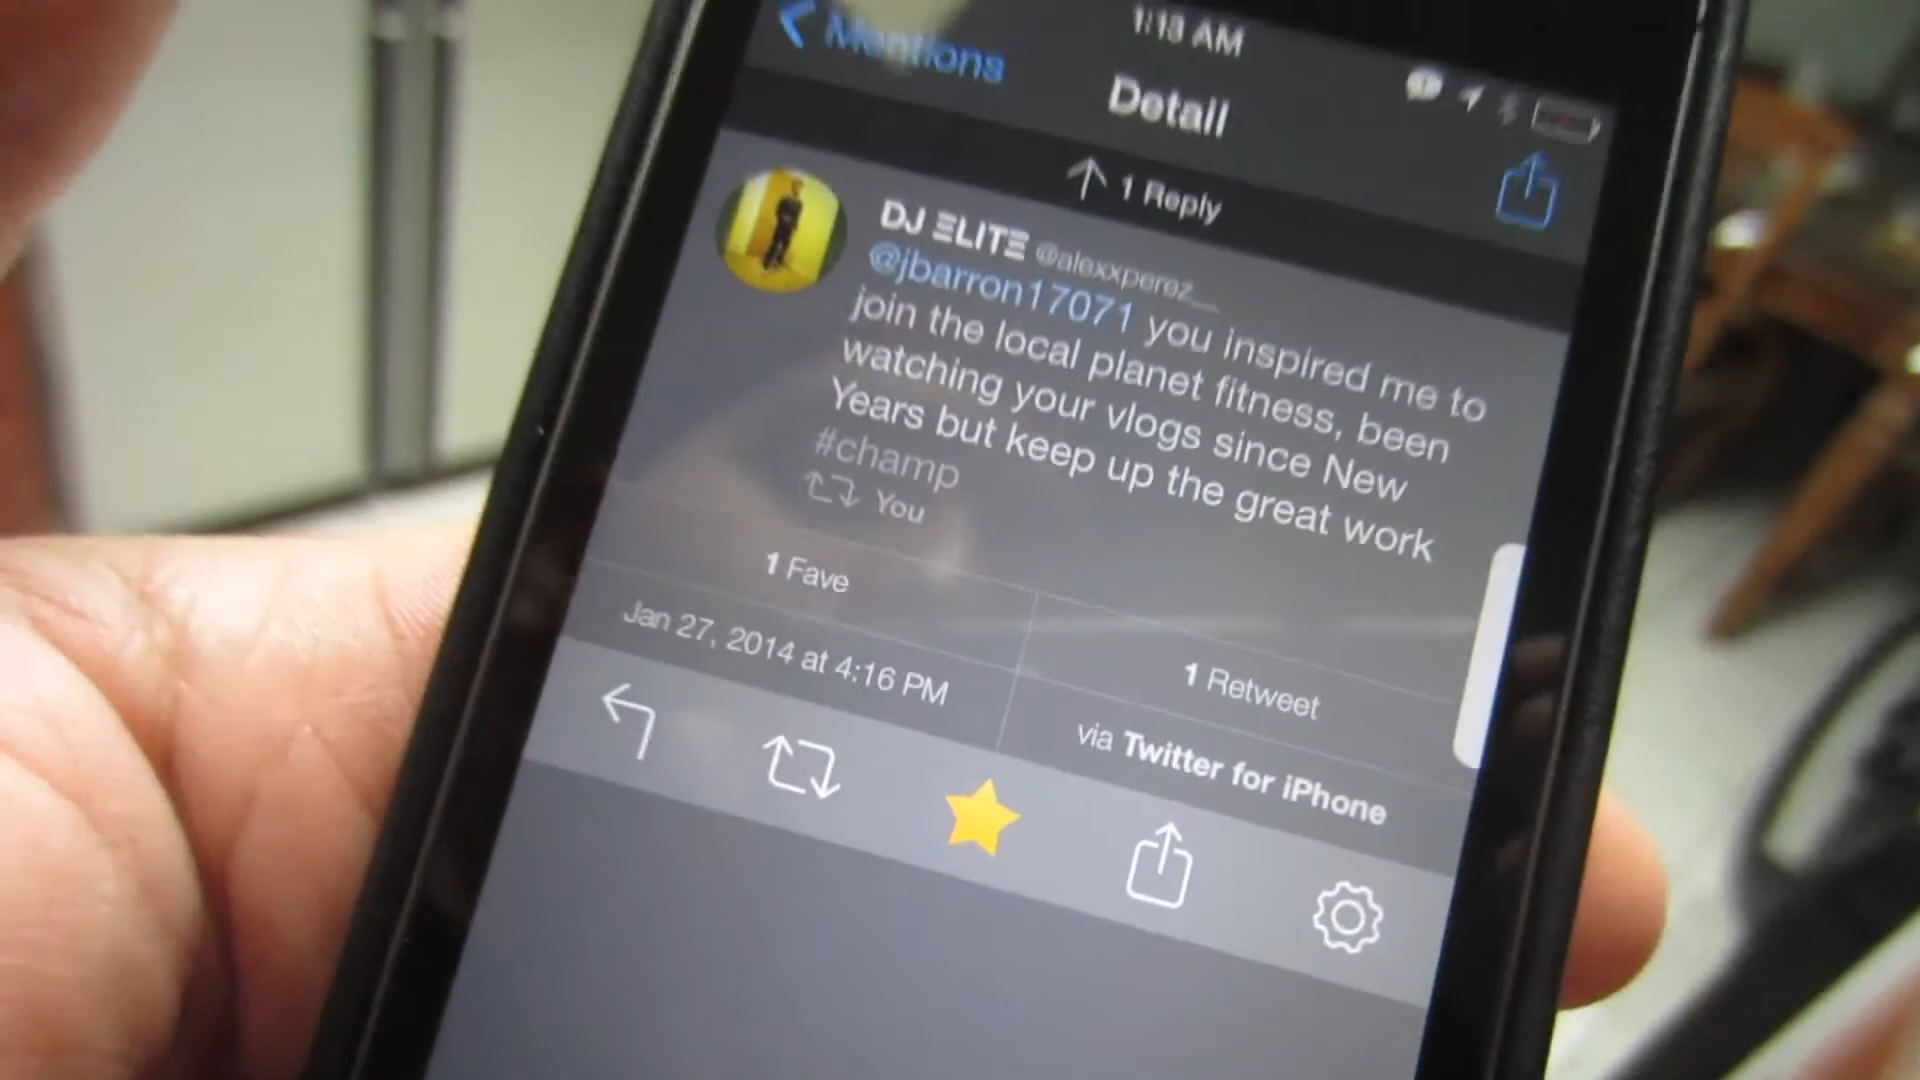 1:13 AM
Mentions
Detail
1 Reply
DJ ΞLITΞ @alexxperez__
@jbarron17071 you inspired me to
join the local planet fitness, been
watching your vlogs since New
Years but keep up the great work
#champ
You
1 Fave
1 Retweet
Jan 27, 2014 at 4:16 PM
via Twitter for iPhone